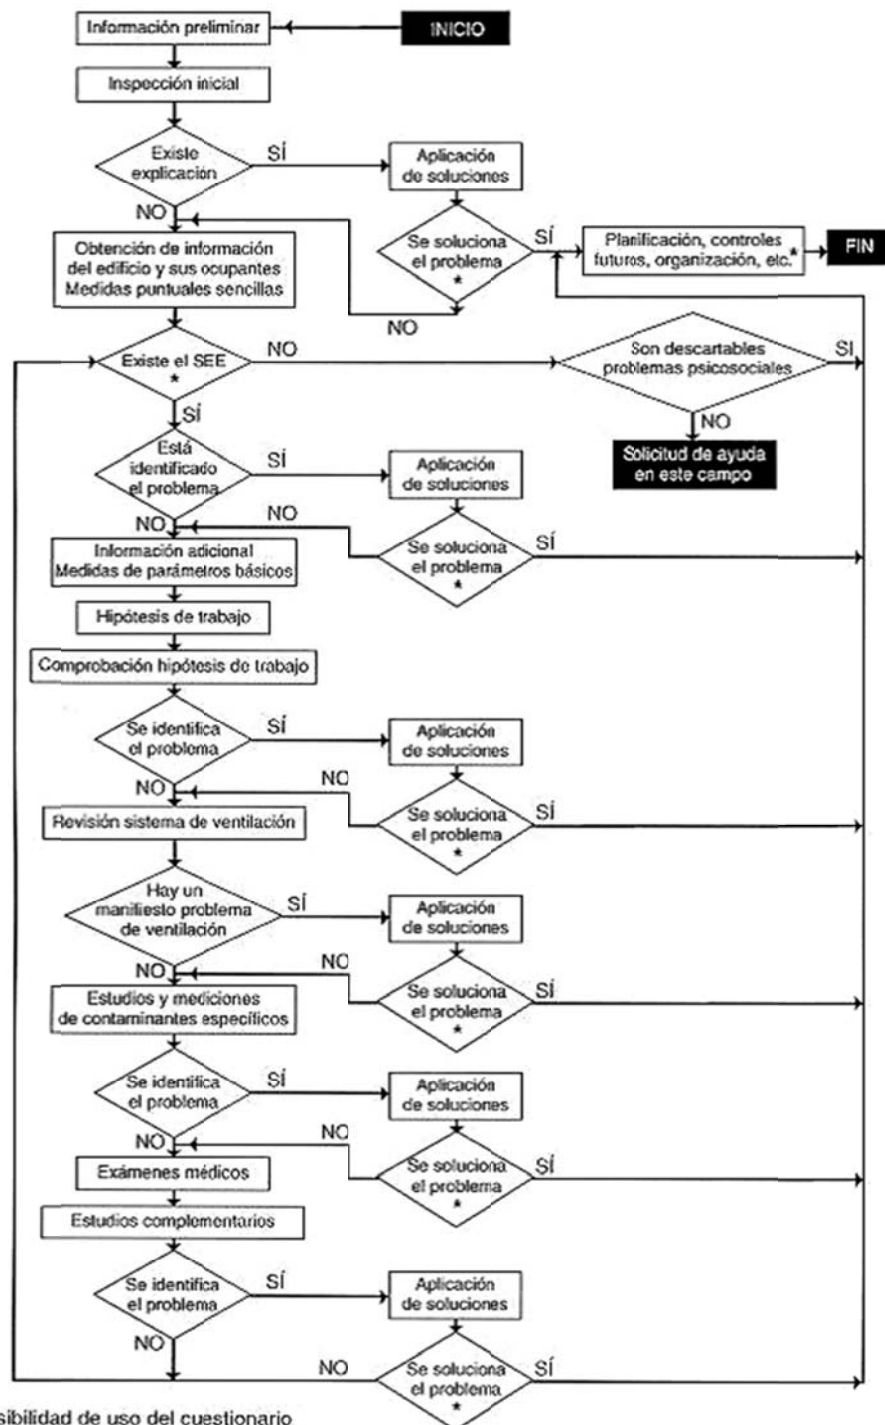 Información preliminar
INICIO
Inspección inicial
Existe
explicación
SÍ
Aplicación
de soluciones
NO
Se soluciona
el problema
*
SÍ
Planificación, controles
futuros, organización, etc.*
FIN
Obtención de información
del edificio y sus ocupantes
Medidas puntuales sencillas
NO
Existe el SEE
*
NO
Son descartables
problemas psicosociales
SI
NO
Solicitud de ayuda
en este campo
SÍ
Está
identificado
el problema
SÍ
Aplicación
de soluciones
NO
NO
Se soluciona
el problema
*
SÍ
Información adicional
Medidas de parámetros básicos
Hipótesis de trabajo
Comprobación hipótesis de trabajo
Se identifica
el problema
SÍ
Aplicación
de soluciones
NO
NO
Se soluciona
el problema
*
SÍ
Revisión sistema de ventilación
Hay un
manifiesto problema
de ventilación
SÍ
Aplicación
de soluciones
NO
NO
Se soluciona
el problema
*
SÍ
Estudios y mediciones
de contaminantes específicos
Se identifica
el problema
SÍ
Aplicación
de soluciones
NO
NO
Se soluciona
el problema
*
SÍ
Exámenes médicos
Estudios complementarios
Se identifica
el problema
SÍ
Aplicación
de soluciones
NO
NO
Se soluciona
el problema
*
SÍ
de uso del cuestionario